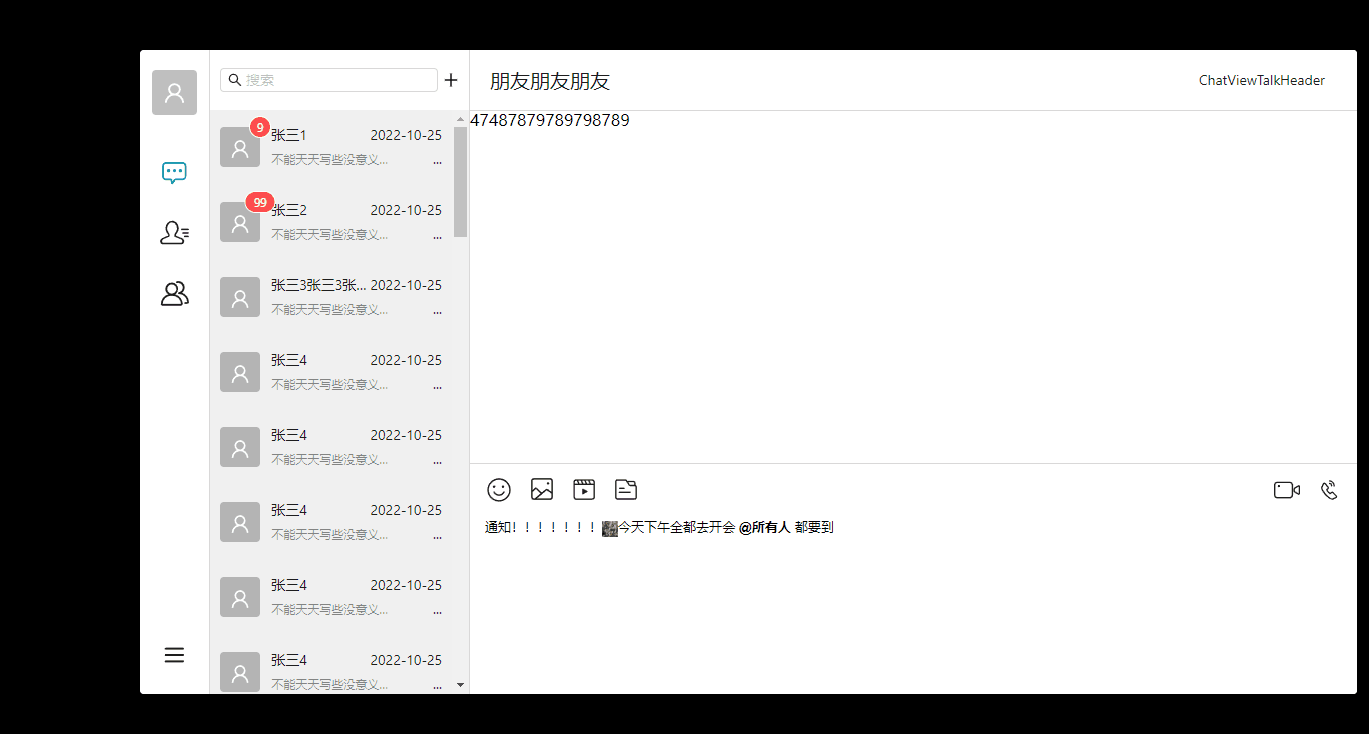 搜索
朋友朋友朋友
ChatViewTalkHeader
9
张三1 2022-10-25
不能天天写些没意义... ...
99
张三2 2022-10-25
不能天天写些没意义... ...
张三3张三3张... 2022-10-25
不能天天写些没意义... ...
张三4 2022-10-25
不能天天写些没意义... ...
张三4 2022-10-25
不能天天写些没意义... ...
张三4 2022-10-25
不能天天写些没意义... ...
张三4 2022-10-25
不能天天写些没意义... ...
张三4 2022-10-25
不能天天写些没意义... ...
47487879789798789
通知！！！！！！！今天下午全都去开会 @所有人 都要到